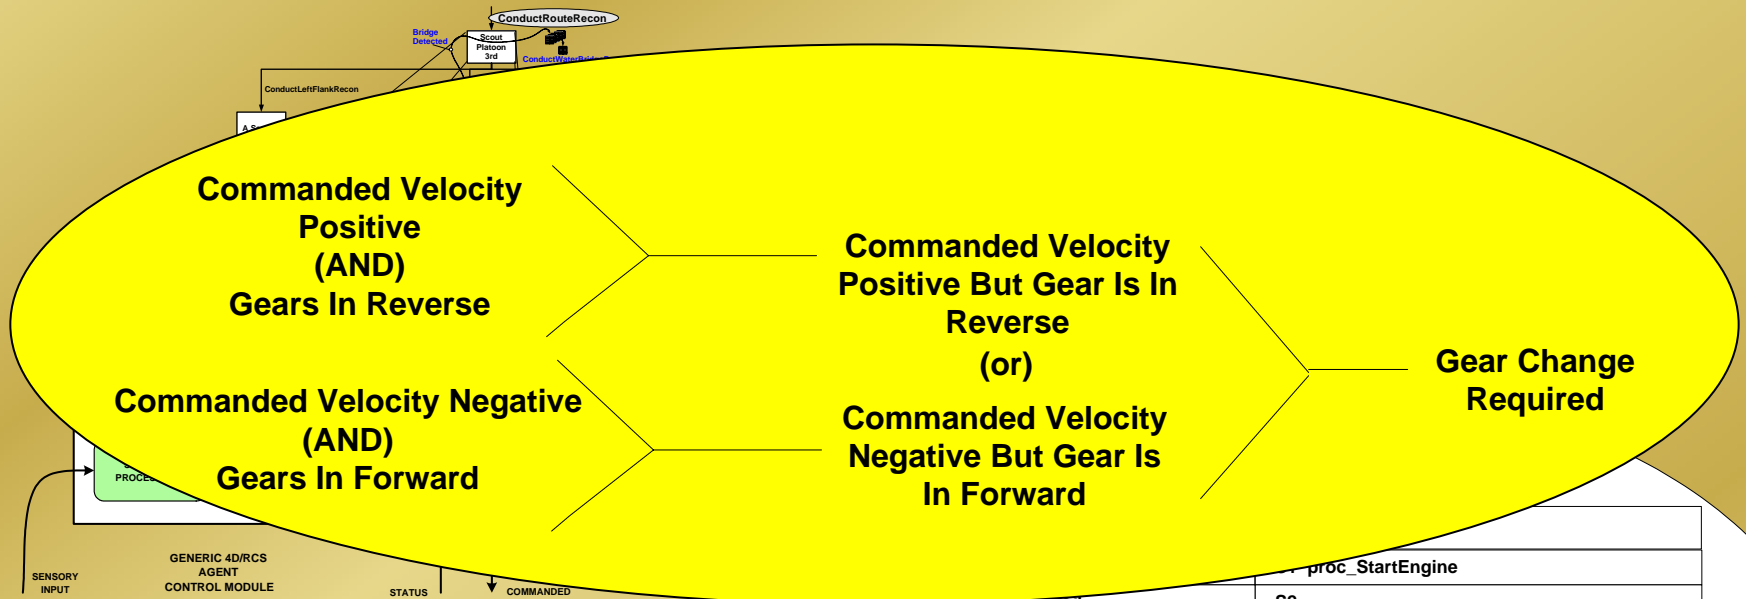 ConductRouteRecon
Bridge
Detected
Scout
Platoon
3rd
ConductLeftFlankRecon
Commanded Velocity
Positive
(AND)
Gears In Reverse
Commanded Velocity
Positive But Gear Is In
Reverse
(or)
Gear Change
Required
Commanded Velocity Negative
(AND)
Gears In Forward
Commanded Velocity
Negative But Gear Is
In Forward
GENERIC 4D/RCS
AGENT
CONTROL MODULE
SENSORY
INPUT
STATUS
COMMANDED
proc_StartEngine